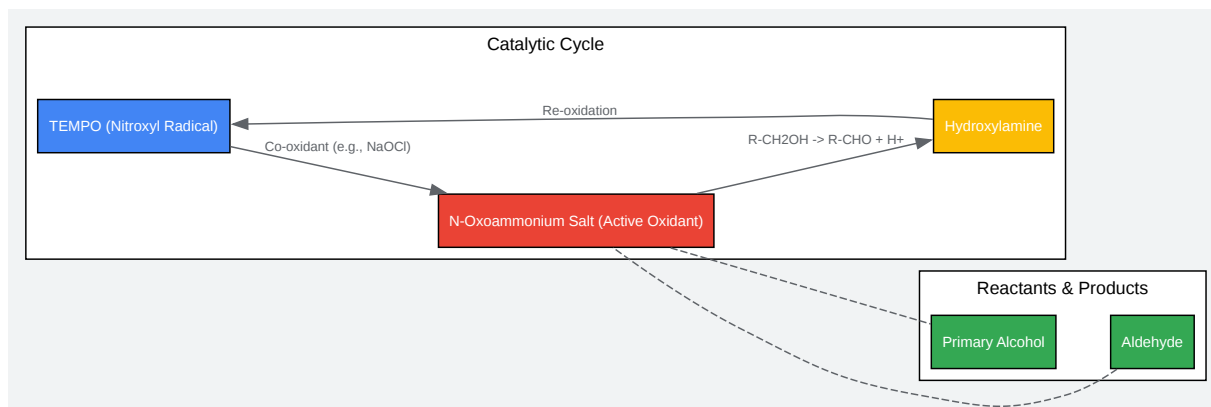 Catalytic Cycle
TEMPO (Nitroxyl Radical)
Re-oxidation
Hydroxylamine
Co-oxidant (e.g., NaOCl)
R-CH2OH -> R-CHO + H+
N-Oxoammonium Salt (Active Oxidant)
Reactants & Products
Primary Alcohol
Aldehyde